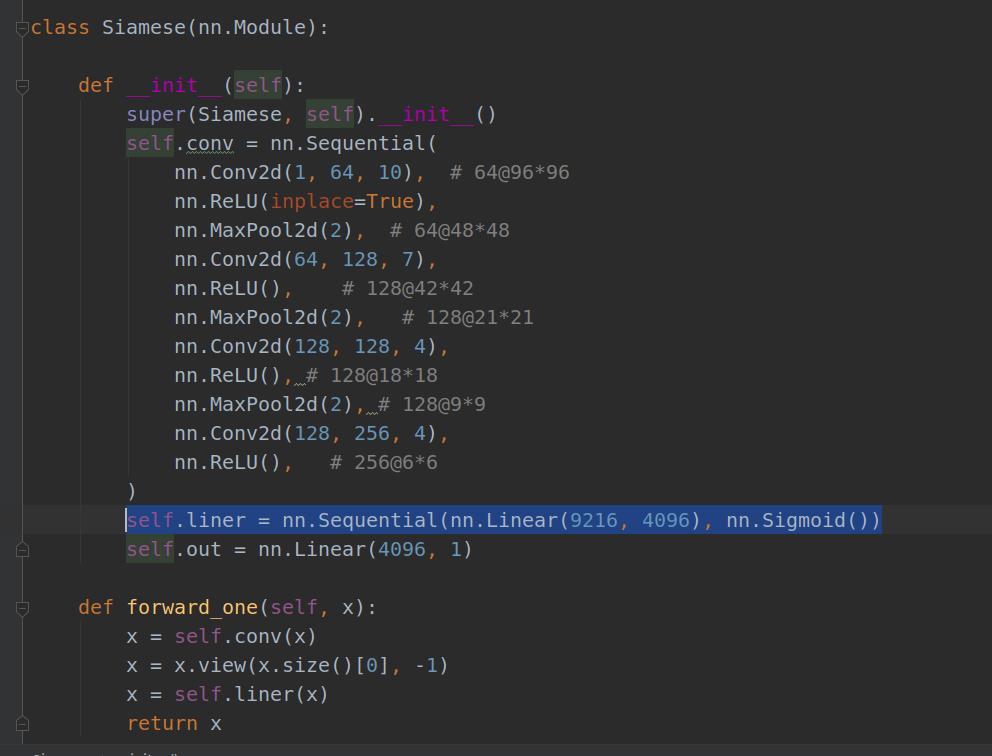 class Siamese(nn.Module):
def __init__(self):
super(Siamese, self).__init__()
self.conv = nn.Sequential(
nn.Conv2d(1, 64, 10),  # 64@96*96
nn.ReLU(inplace=True),
nn.MaxPool2d(2),  # 64@48*48
nn.Conv2d(64, 128, 7),
nn.ReLU(),    # 128@42*42
nn.MaxPool2d(2),   # 128@21*21
nn.Conv2d(128, 128, 4),
nn.ReLU(), # 128@18*18
nn.MaxPool2d(2), # 128@9*9
nn.Conv2d(128, 256, 4),
nn.ReLU(),   # 256@6*6
)
self.liner = nn.Sequential(nn.Linear(9216, 4096), nn.Sigmoid())
self.out = nn.Linear(4096, 1)
def forward_one(self, x):
x = self.conv(x)
x = x.view(x.size()[0], -1)
x = self.liner(x)
return x